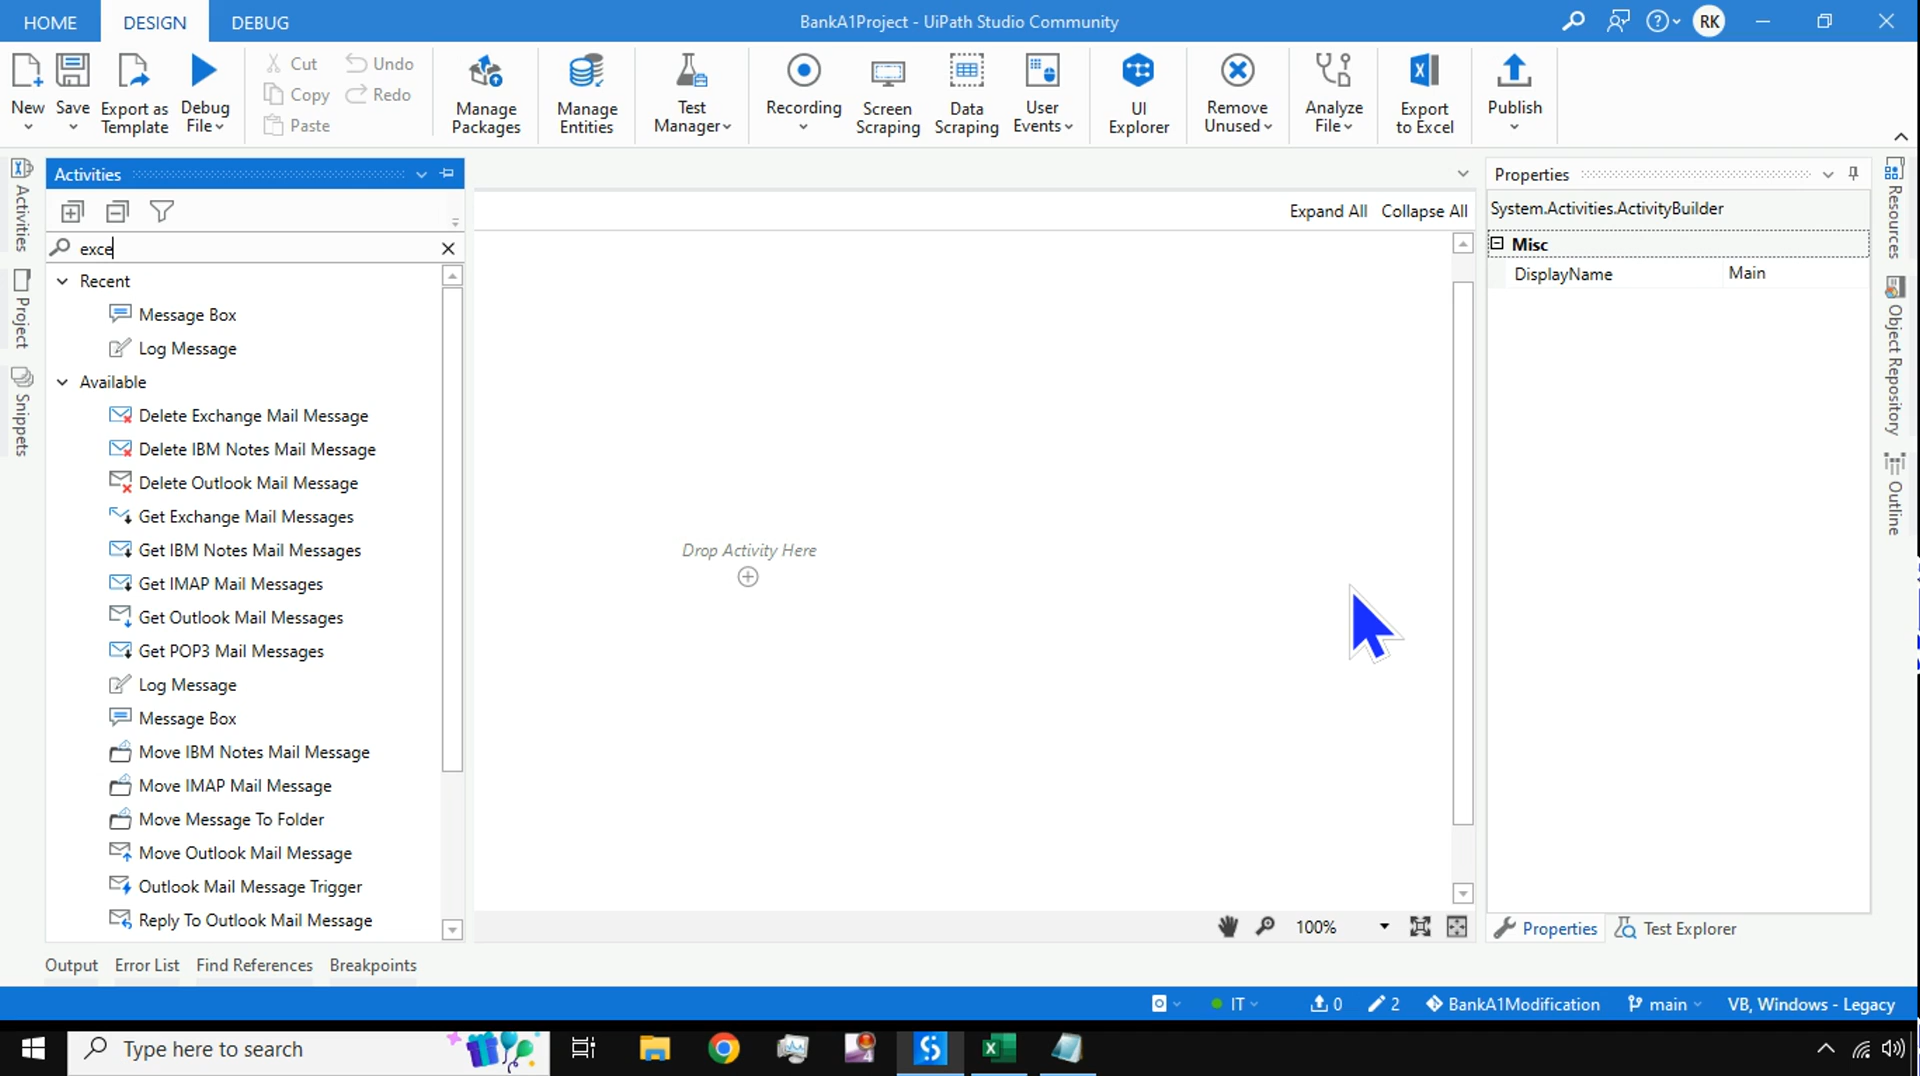 HOME DESIGN DEBUG BankA1Project - UiPath Studio Community RK
New Save Export as Template Debug File Cut Copy Paste Undo Redo Manage Packages Manage Entities Test Manager Recording Screen Scraping Data Scraping User Events UI Explorer Remove Unused Analyze File Export to Excel Publish
Activities
exce
Recent
Message Box
Log Message
Available
Delete Exchange Mail Message
Delete IBM Notes Mail Message
Delete Outlook Mail Message
Get Exchange Mail Messages
Get IBM Notes Mail Messages
Get IMAP Mail Messages
Get Outlook Mail Messages
Get POP3 Mail Messages
Log Message
Message Box
Move IBM Notes Mail Message
Move IMAP Mail Message
Move Message To Folder
Move Outlook Mail Message
Outlook Mail Message Trigger
Reply To Outlook Mail Message
Activities
Project
Snippets
Expand All Collapse All
Drop Activity Here
100%
Properties
System.Activities.ActivityBuilder
Misc
DisplayName Main
Properties Test Explorer
Resources
Object Repository
Outline
Output Error List Find References Breakpoints
IT 0 2 BankA1Modification main VB, Windows - Legacy
Type here to search
4